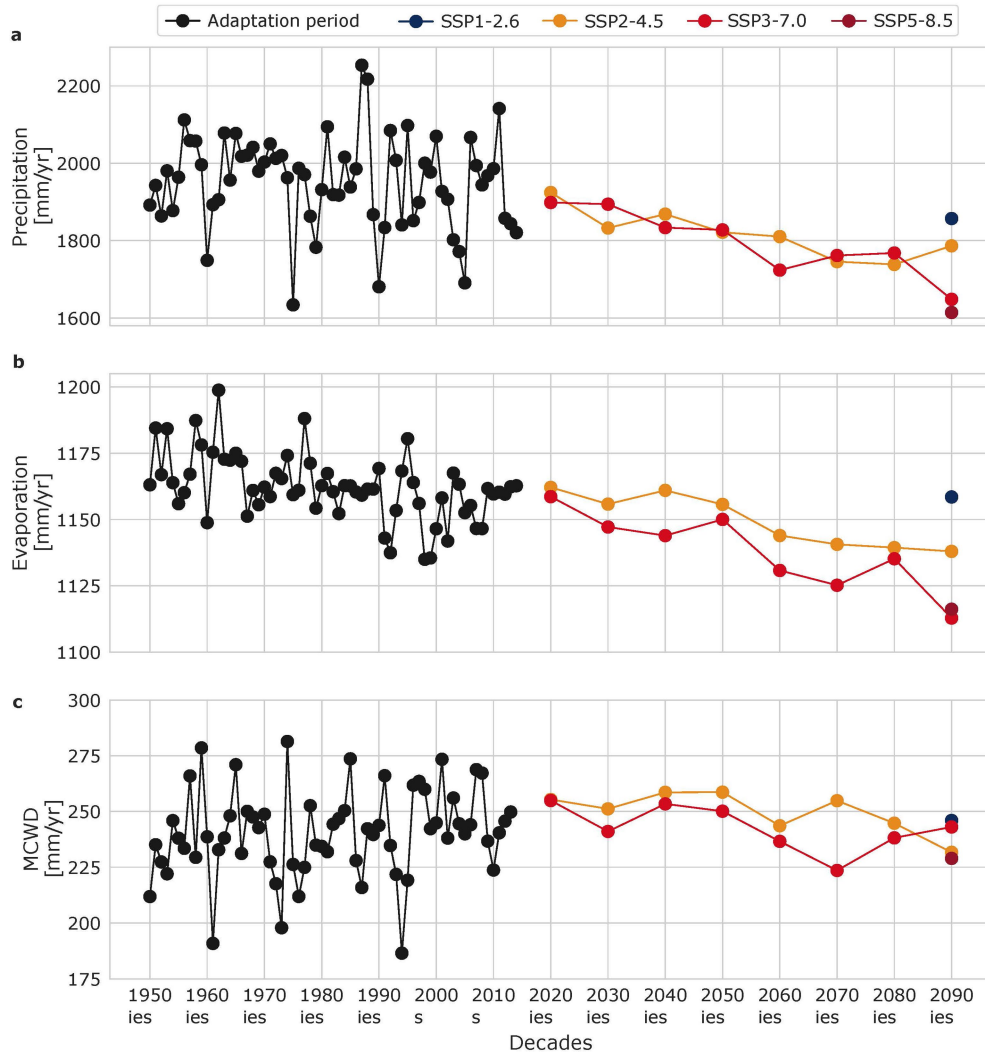 Adaptation period SSP1-2.6 SSP2-4.5 SSP3-7.0 SSP5-8.5
a
2200
2000
1800
1600
Precipitation
[mm/yr]
b
1200
1175
1150
1125
1100
Evaporation
[mm/yr]
c
300
275
250
225
200
175
MCWD
[mm/yr]
1950 1960 1970 1980 1990 2000 2010 2020 2030 2040 2050 2060 2070 2080 2090
ies ies ies ies ies s s ies ies ies ies ies ies ies ies
Decades